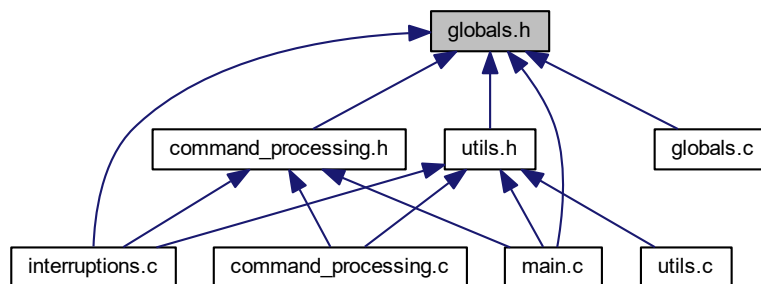 globals.h
command_processing.h
utils.h
globals.c
interruptions.c
command_processing.c
main.c
utils.c